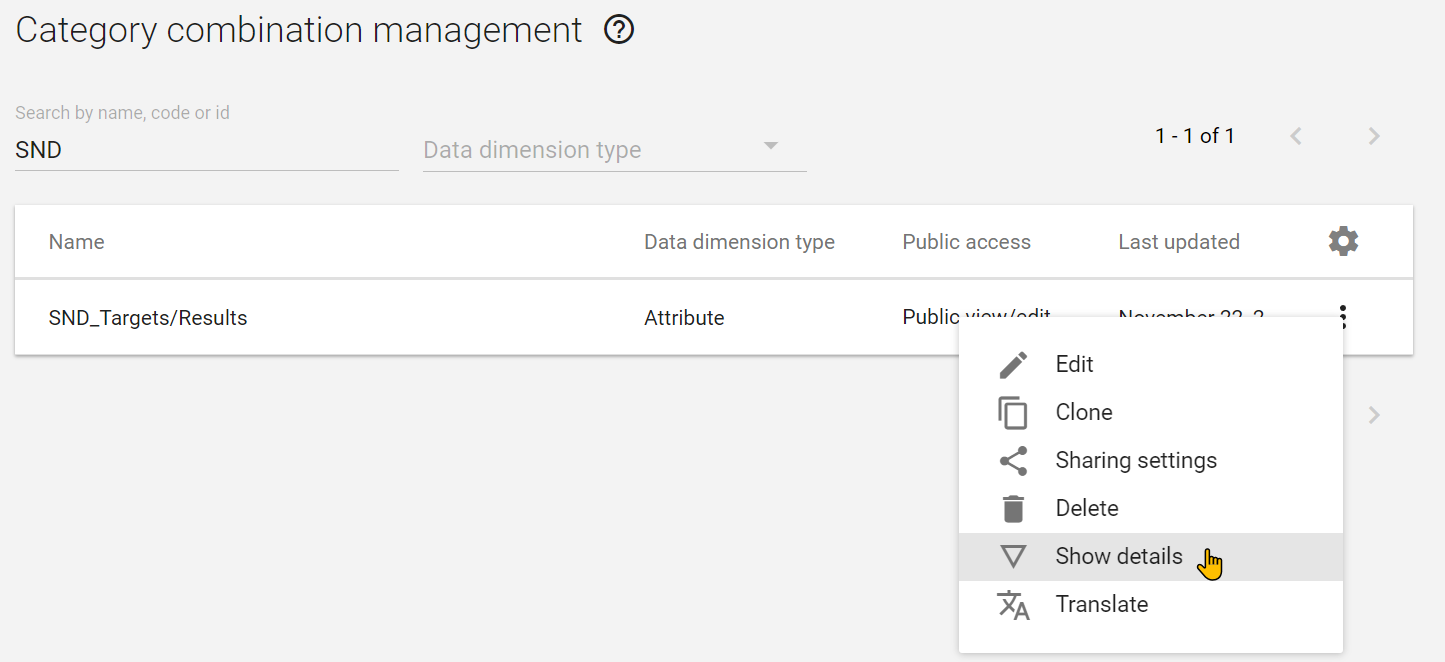 Category combination management
Search by name, code or id
SND
Data dimension type
1 - 1 of 1
Name Data dimension type Public access Last updated
SND_Targets/Results Attribute Public view/edit November 22, 2
Edit
Clone
Sharing settings
Delete
Show details
Translate